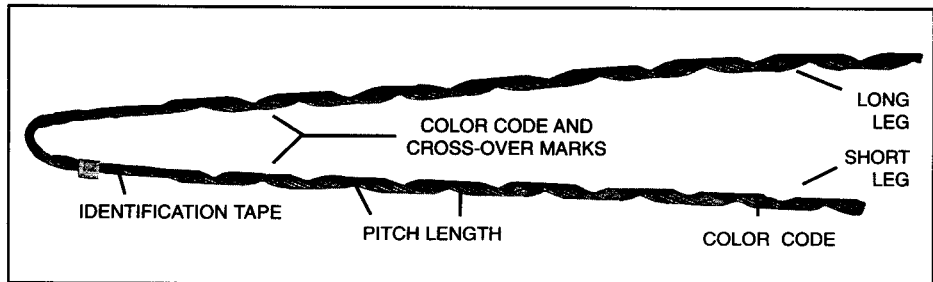 LONG
LEG
COLOR CODE AND
CROSS-OVER MARKS
SHORT
LEG
IDENTIFICATION TAPE
PITCH LENGTH
COLOR CODE